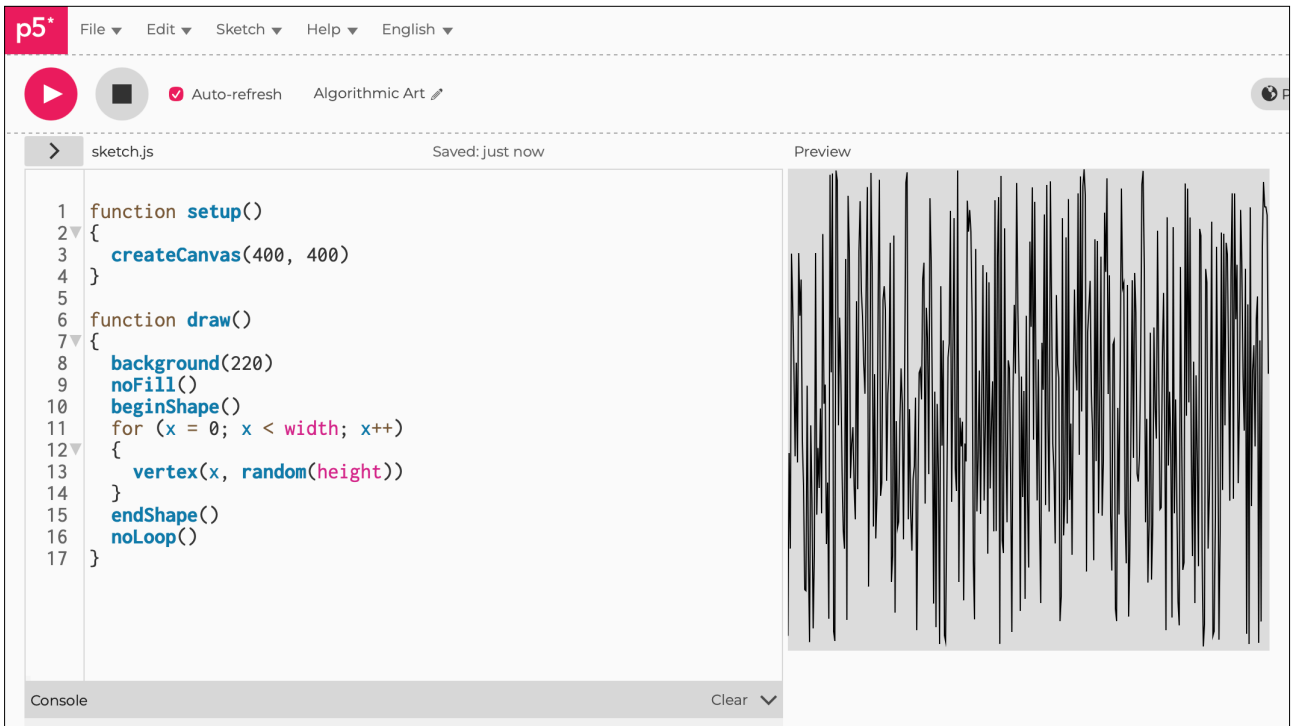 p5* File Edit Sketch Help English
Auto-refresh Algorithmic Art
sketch.js Saved: just now Preview
1 function setup()
2 {
3 createCanvas(400, 400)
4 }
5
6 function draw()
7 {
8 background(220)
9 noFill()
10 beginShape()
11 for (x = 0; x < width; x++)
12 {
13 vertex(x, random(height))
14 }
15 endShape()
16 noLoop()
17 }
Console Clear